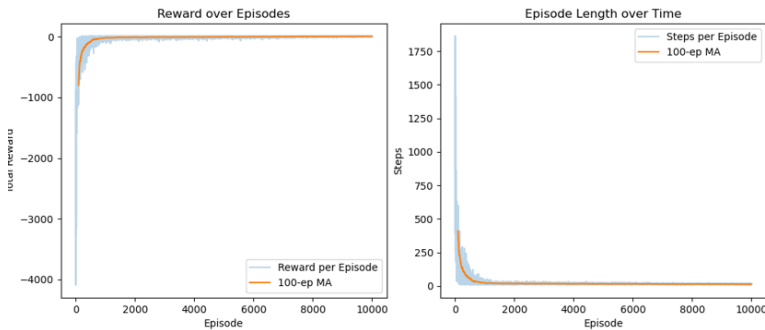 Reward over Episodes
0
−1000
−2000
−3000
−4000
Total Reward
Reward per Episode
100-ep MA
0 2000 4000 6000 8000 10000
Episode
Episode Length over Time
Steps per Episode
100-ep MA
1750
1500
1250
1000
750
500
250
0
Steps
0 2000 4000 6000 8000 10000
Episode